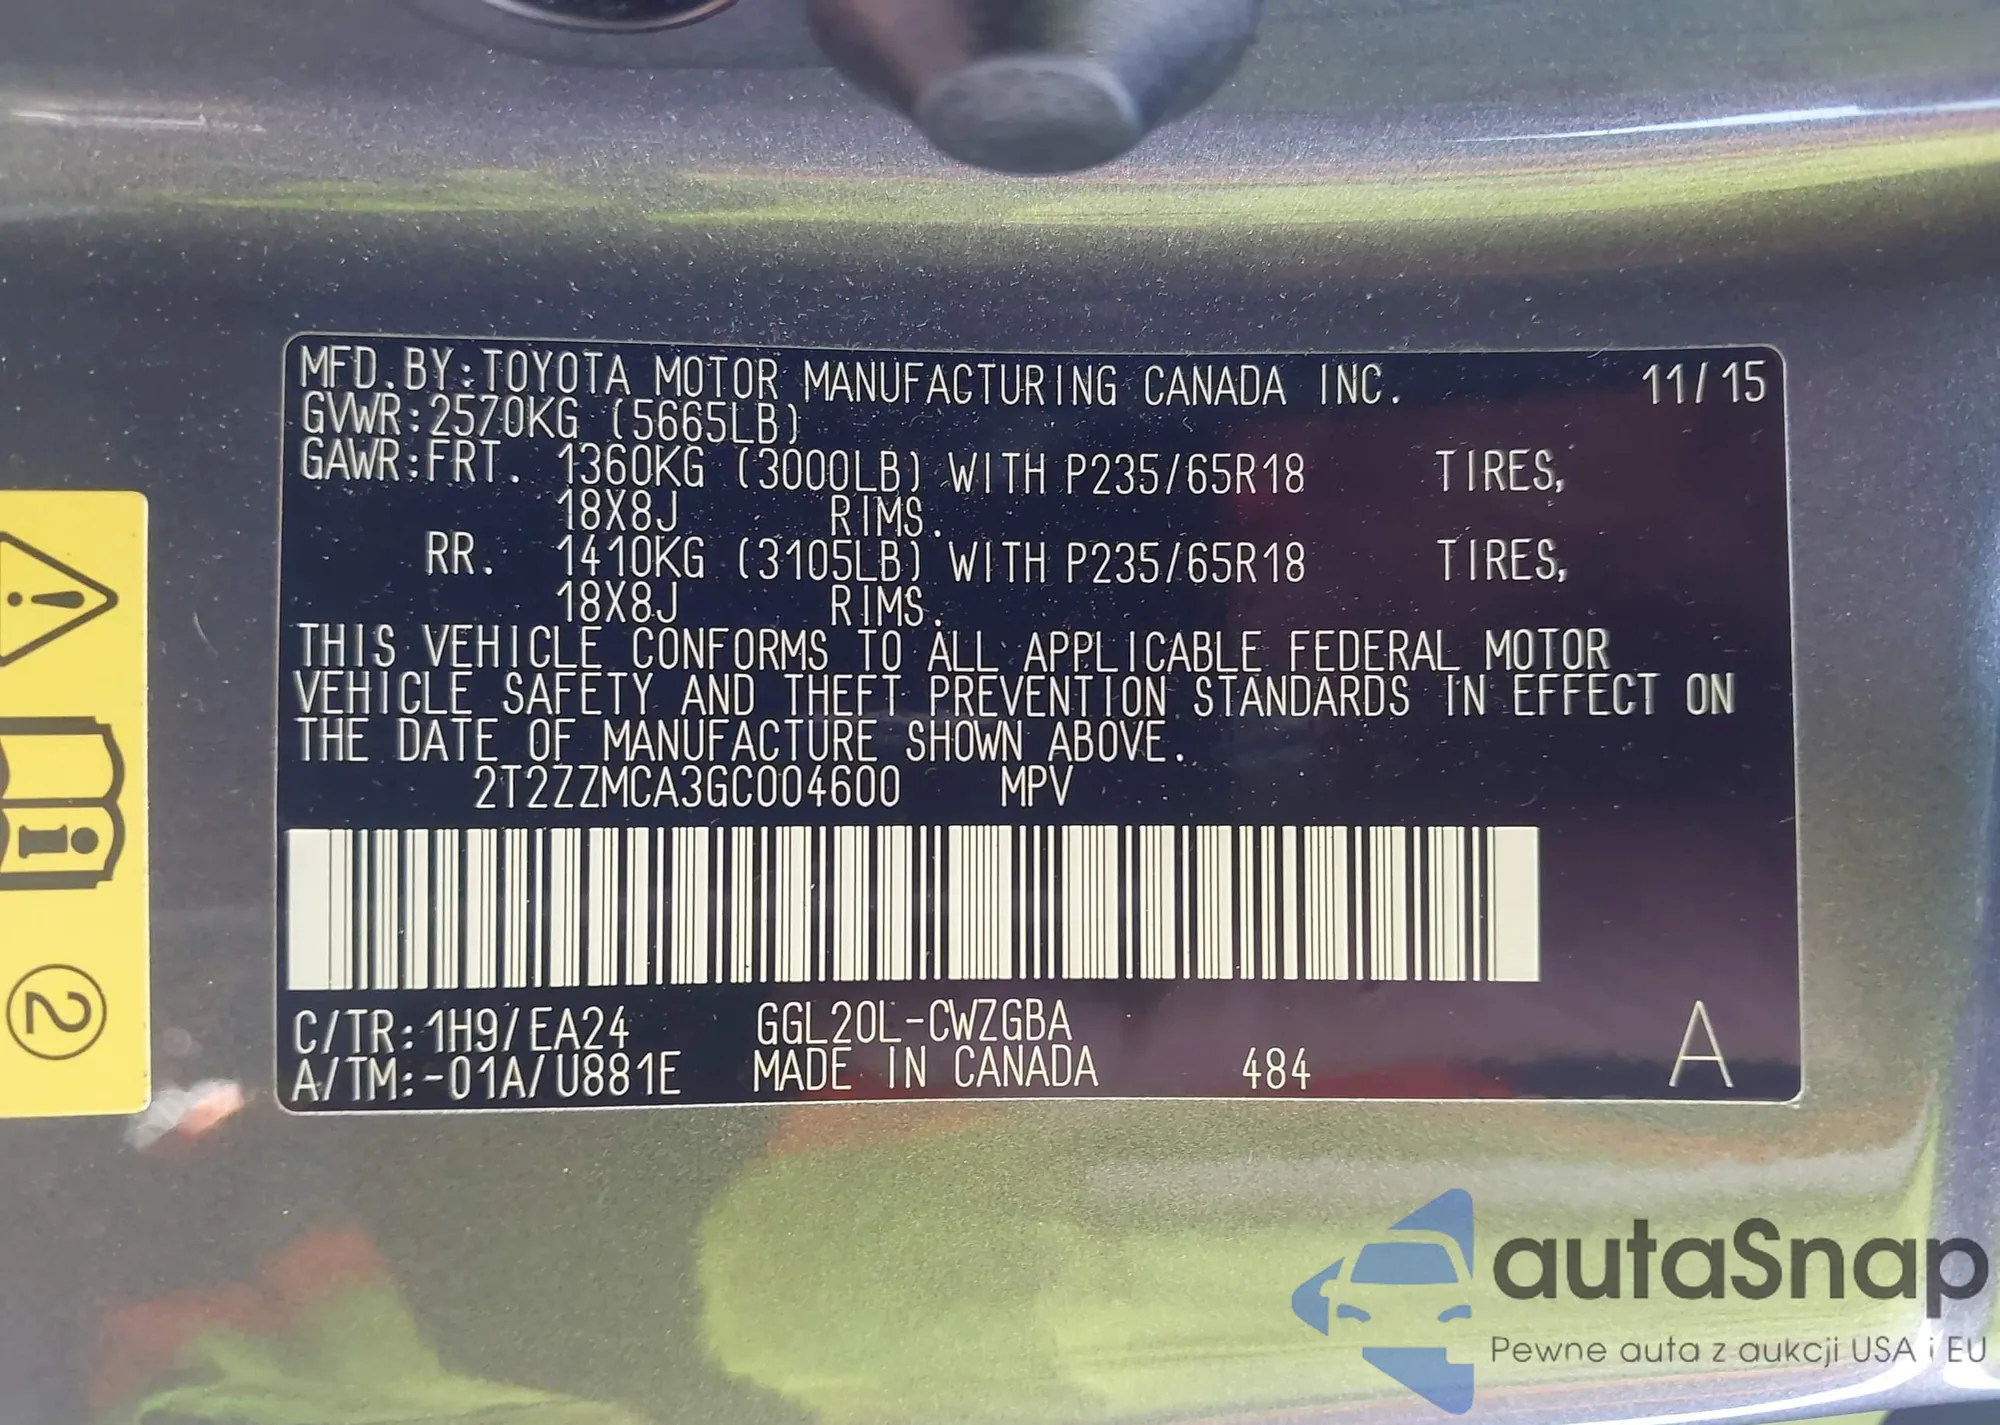 MFD.BY:TOYOTA MOTOR MANUFACTURING CANADA INC. 11/15
GVWR:2570KG (5665LB)
GAWR:FRT. 1360KG (3000LB) WITH P235/65R18 TIRES,
18X8J RIMS.
RR. 1410KG (3105LB) WITH P235/65R18 TIRES,
18X8J RIMS.
THIS VEHICLE CONFORMS TO ALL APPLICABLE FEDERAL MOTOR
VEHICLE SAFETY AND THEFT PREVENTION STANDARDS IN EFFECT ON
THE DATE OF MANUFACTURE SHOWN ABOVE.
2T2ZZMCA3GC004600 MPV
C/TR:1H9/EA24 GGL20L-CWZGBA
A/TM:-01A/U881E MADE IN CANADA 484 A
2
autaSnap
Pewne auta z aukcji USA i EU